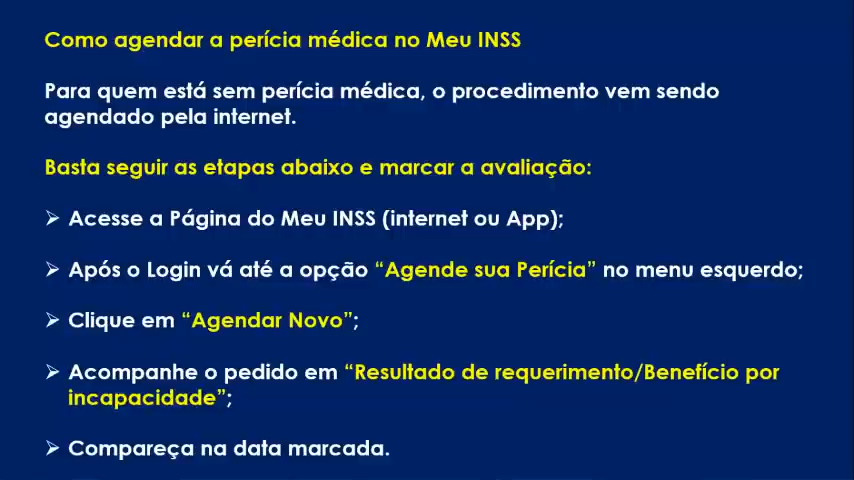 Como agendar a perícia médica no Meu INSS
Para quem está sem perícia médica, o procedimento vem sendo
agendado pela internet.
Basta seguir as etapas abaixo e marcar a avaliação:
➢ Acesse a Página do Meu INSS (internet ou App);
➢ Após o Login vá até a opção “Agende sua Perícia” no menu esquerdo;
➢ Clique em “Agendar Novo”;
➢ Acompanhe o pedido em “Resultado de requerimento/Benefício por
incapacidade”;
➢ Compareça na data marcada.